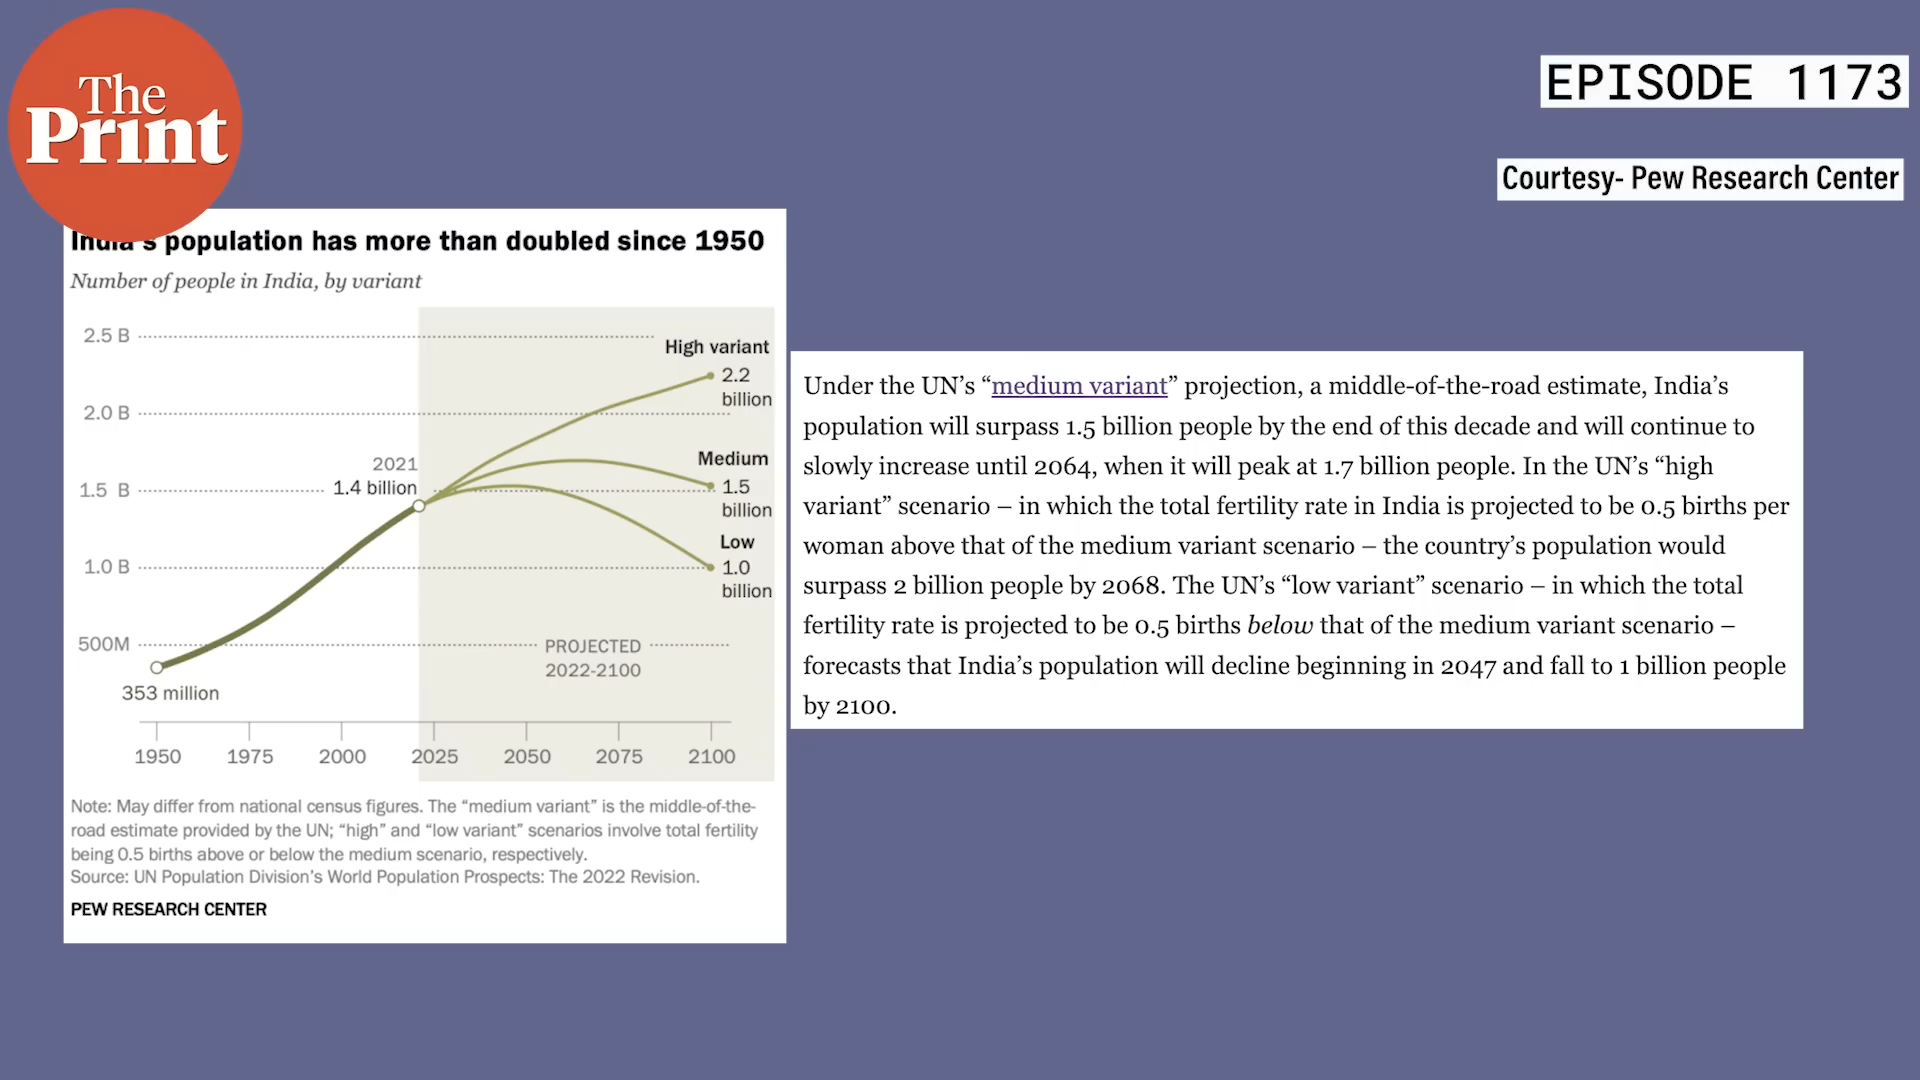 The
Print
EPISODE 1173
Courtesy- Pew Research Center
India's population has more than doubled since 1950
Number of people in India, by variant
2.5 B
High variant
2.2
billion
2.0 B
Medium
2021
1.4 billion
1.5 B
1.5
billion
Low
1.0 B
1.0
billion
500M
PROJECTED
2022-2100
353 million
1950 1975 2000 2025 2050 2075 2100
Note: May differ from national census figures. The “medium variant” is the middle-of-the-
road estimate provided by the UN; “high” and “low variant” scenarios involve total fertility
being 0.5 births above or below the medium scenario, respectively.
Source: UN Population Division’s World Population Prospects: The 2022 Revision.
PEW RESEARCH CENTER
Under the UN’s “medium variant” projection, a middle-of-the-road estimate, India’s
population will surpass 1.5 billion people by the end of this decade and will continue to
slowly increase until 2064, when it will peak at 1.7 billion people. In the UN’s “high
variant” scenario – in which the total fertility rate in India is projected to be 0.5 births per
woman above that of the medium variant scenario – the country’s population would
surpass 2 billion people by 2068. The UN’s “low variant” scenario – in which the total
fertility rate is projected to be 0.5 births below that of the medium variant scenario –
forecasts that India’s population will decline beginning in 2047 and fall to 1 billion people
by 2100.